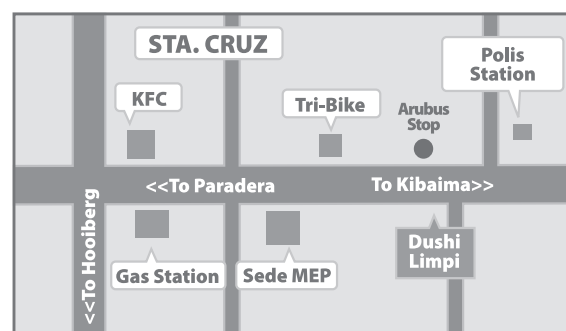 STA. CRUZ
Polis
Station
KFC
Tri-Bike
Arubus
Stop
<<To Paradera
To Kibaima>>
<<To Hooiberg
Gas Station
Sede MEP
Dushi
Limpi